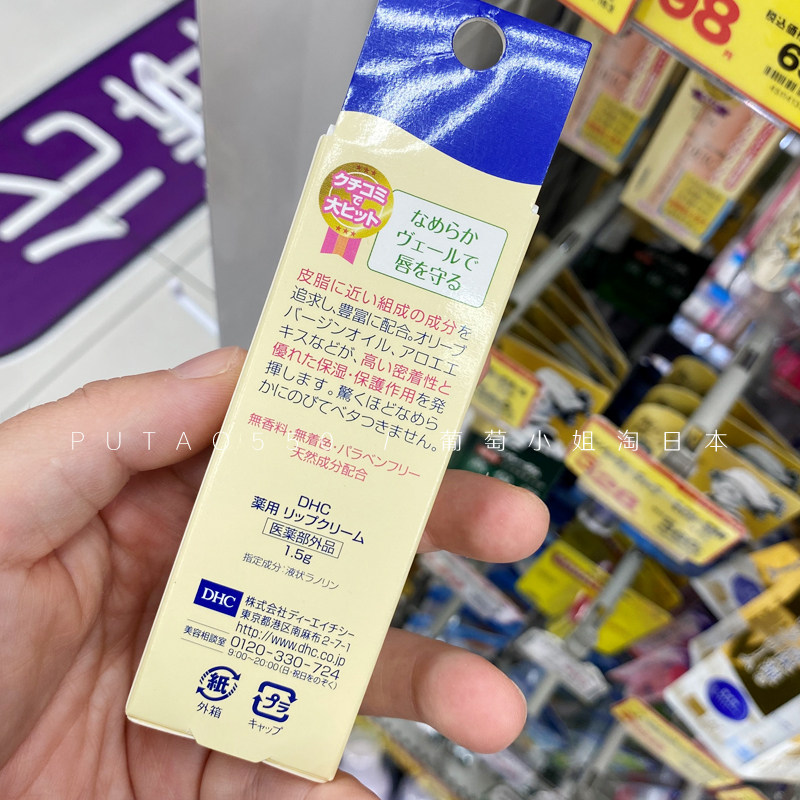 クチコミ
で
大ヒット
なめらか
ヴェールで
唇を守る
皮脂に近い組成の成分を
追求し、豊富に配合。オリーブ
バージンオイル、アロエエ
キスなどが、高い密着性と
優れた保湿・保護作用を発
揮します。驚くほどなめら
かにのびてベタつきません。
無香料・無着色・パラベンフリー
天然成分配合
DHC
薬用 リップクリーム
医薬部外品
1.5g
指定成分:液状ラノリン
DHC 株式会社ディーエイチシー
東京都港区南麻布2-7-1
http://www.dhc.co.jp
美容相談室 0120-330-724
9:00~20:00(日・祝日をのぞく)
紙
外箱
プラ
キャップ
葡萄小姐淘日本
98
円
税込価格